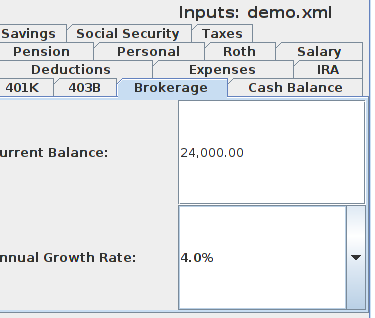 Inputs: demo.xml
Savings Social Security Taxes
Pension Personal Roth Salary
Deductions Expenses IRA
401K 403B Brokerage Cash Balance
urrent Balance: 24,000.00
nnual Growth Rate: 4.0%